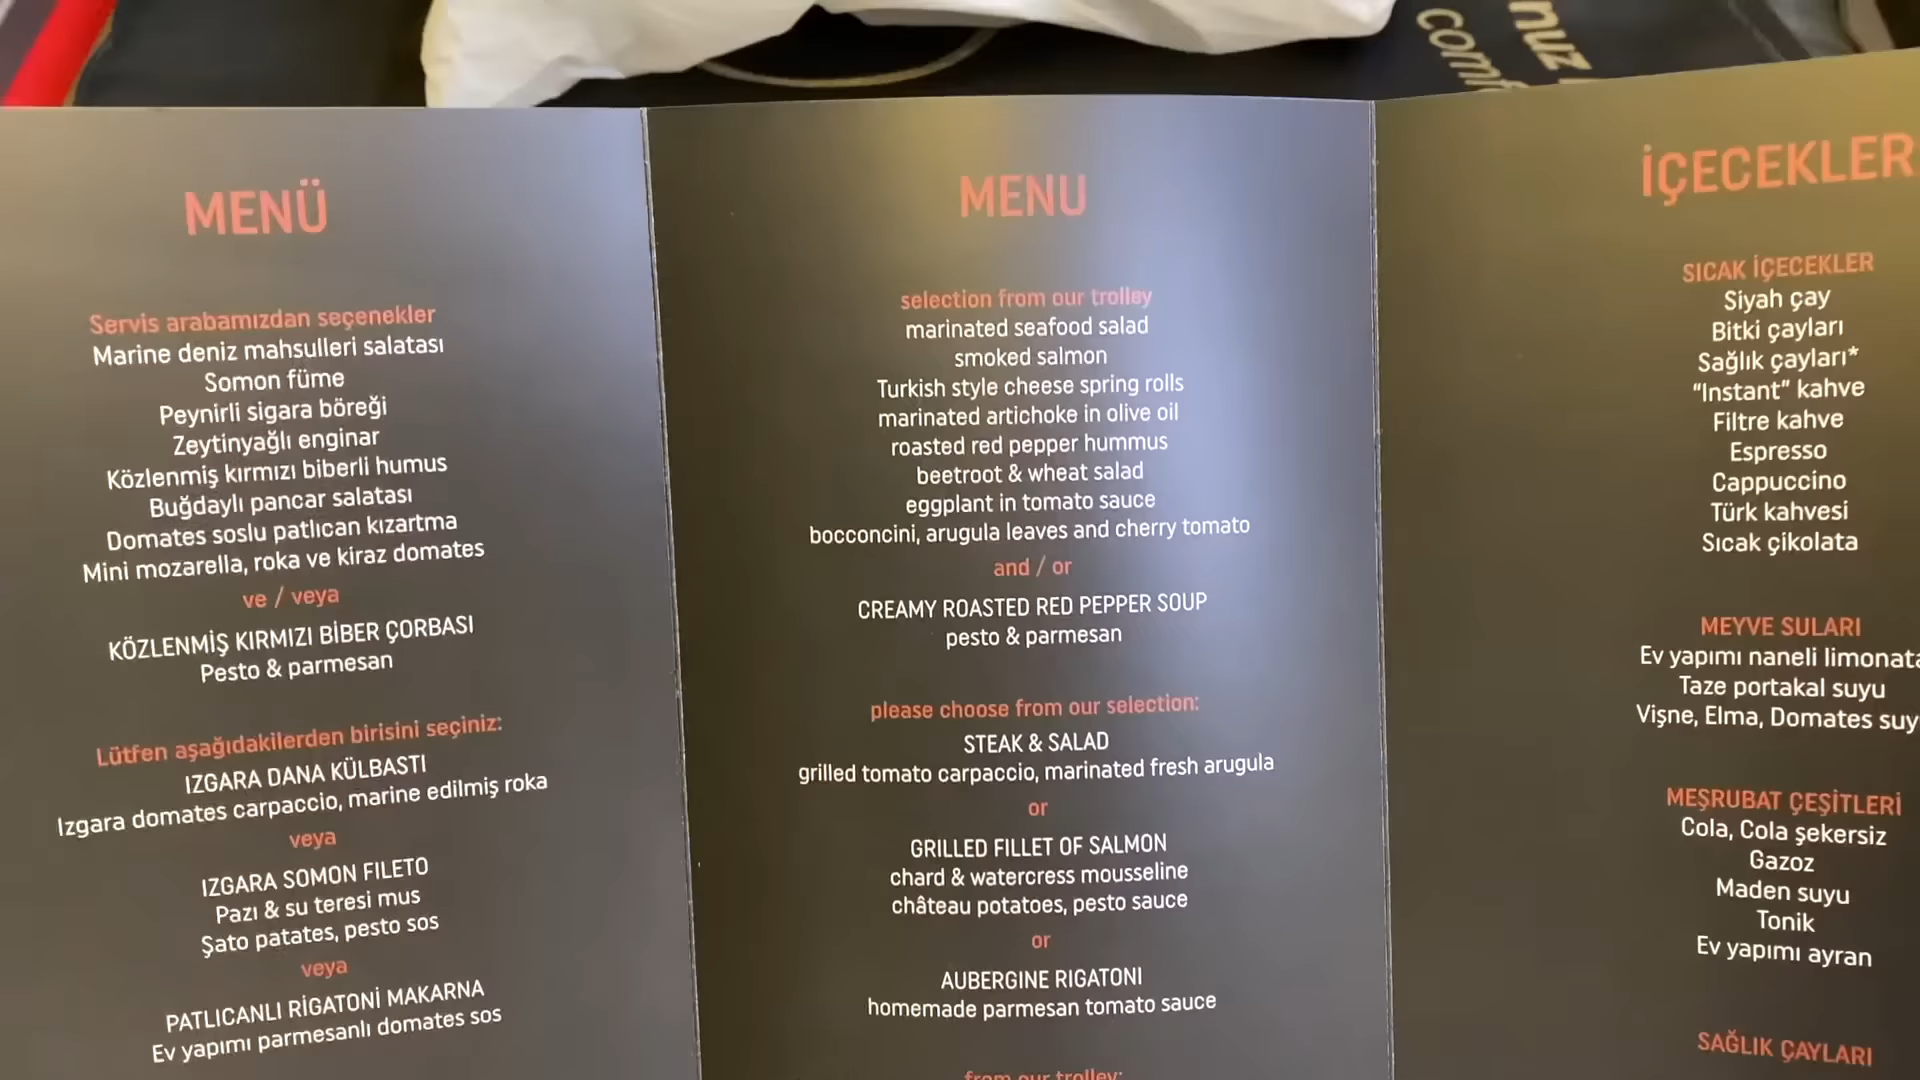 nuz
MENÜ
Servis arabamızdan seçenekler
Marine deniz mahsulleri salatası
Somon füme
Peynirli sigara böreği
Zeytinyağlı enginar
Közlenmiş kırmızı biberli humus
Buğdaylı pancar salatası
Domates soslu patlıcan kızartma
Mini mozarella, roka ve kiraz domates
ve / veya
KÖZLENMİŞ KIRMIZI BİBER ÇORBASI
Pesto & parmesan
Lütfen aşağıdakilerden birisini seçiniz:
IZGARA DANA KÜLBASTI
Izgara domates carpaccio, marine edilmiş roka
veya
IZGARA SOMON FILETO
Pazı & su teresi mus
Şato patates, pesto sos
veya
PATLICANLI RİGATONİ MAKARNA
Ev yapımı parmesanlı domates sos
MENU
selection from our trolley
marinated seafood salad
smoked salmon
Turkish style cheese spring rolls
marinated artichoke in olive oil
roasted red pepper hummus
beetroot & wheat salad
eggplant in tomato sauce
bocconcini, arugula leaves and cherry tomato
and / or
CREAMY ROASTED RED PEPPER SOUP
pesto & parmesan
please choose from our selection:
STEAK & SALAD
grilled tomato carpaccio, marinated fresh arugula
or
GRILLED FILLET OF SALMON
chard & watercress mousseline
château potatoes, pesto sauce
or
AUBERGINE RIGATONI
homemade parmesan tomato sauce
from our trolley:
İÇECEKLER
SICAK İÇECEKLER
Siyah çay
Bitki çayları
Sağlık çayları*
“Instant” kahve
Filtre kahve
Espresso
Cappuccino
Türk kahvesi
Sıcak çikolata
MEYVE SULARI
Ev yapımı naneli limonata
Taze portakal suyu
Vişne, Elma, Domates suy
MEŞRUBAT ÇEŞİTLERİ
Cola, Cola şekersiz
Gazoz
Maden suyu
Tonik
Ev yapımı ayran
SAĞLIK ÇAYLARI